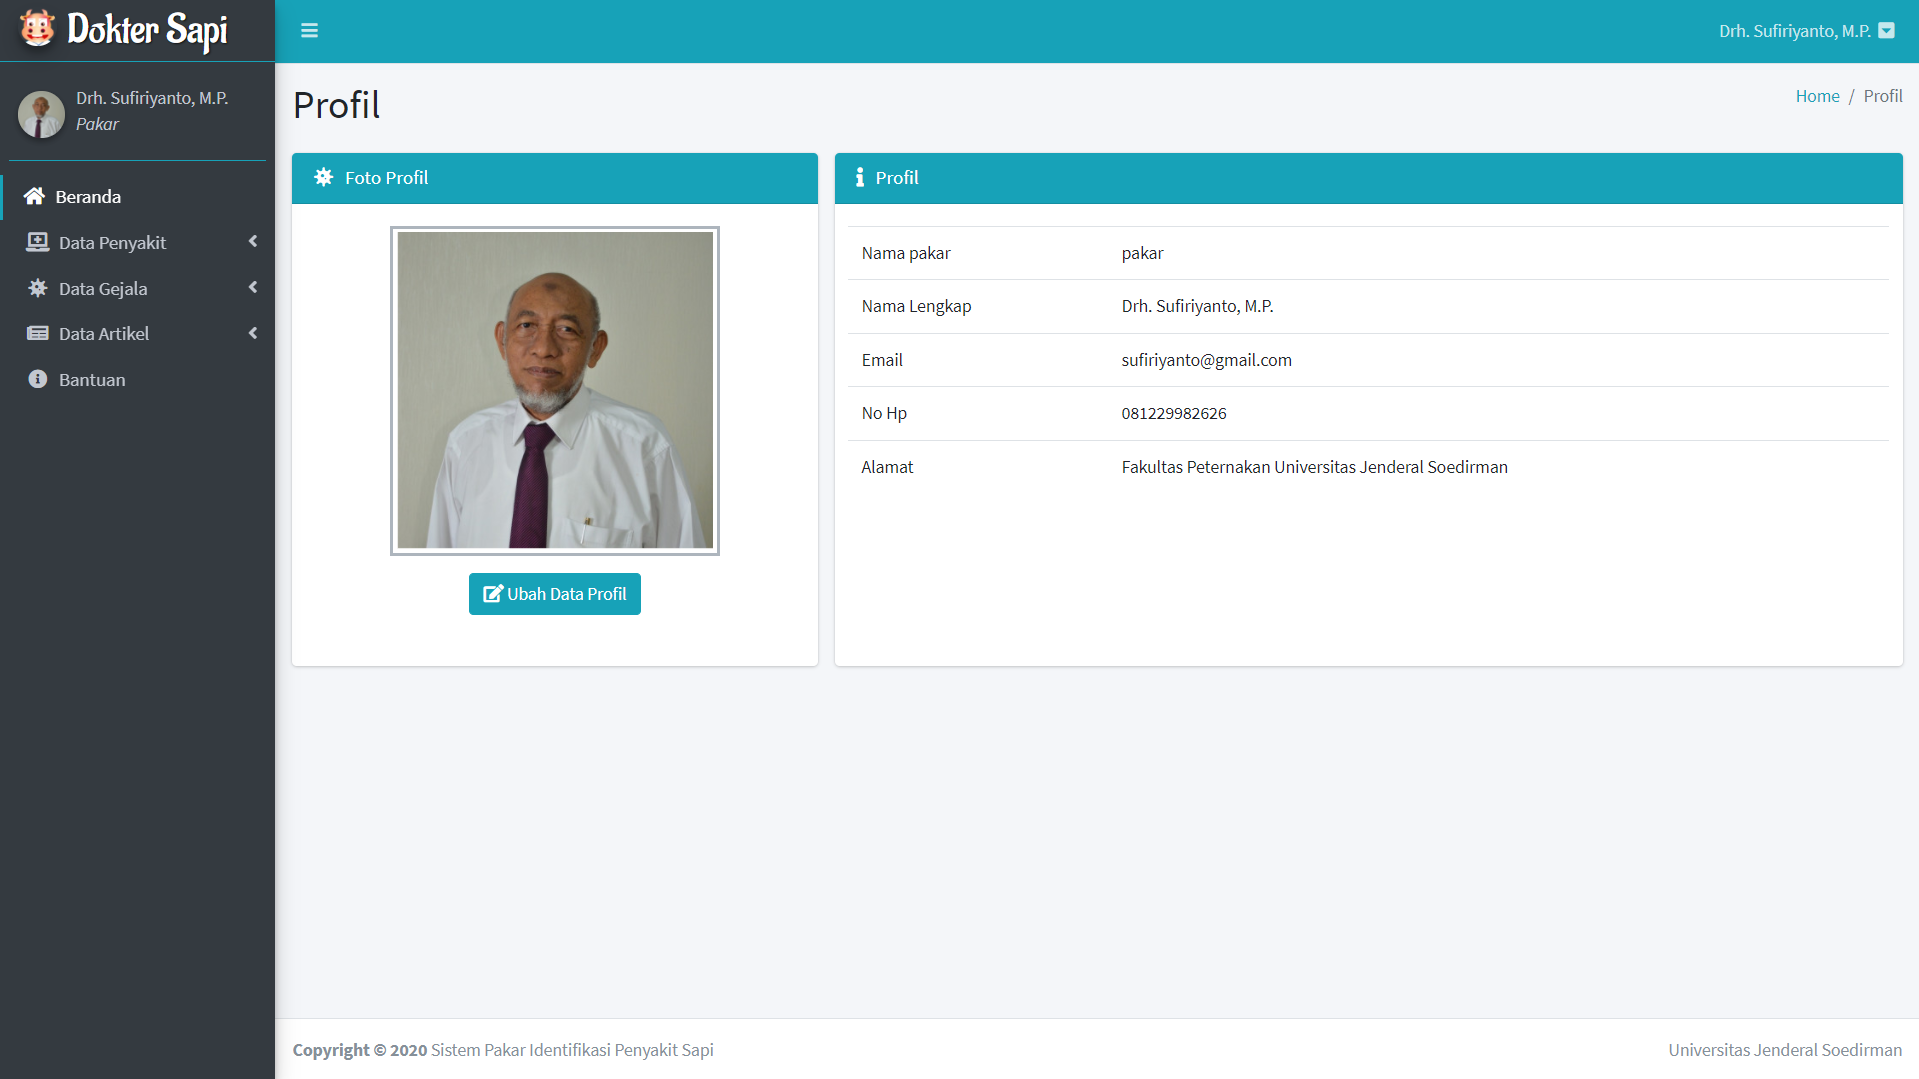 Dokter Sapi
Drh. Sufiriyanto, M.P.
Drh. Sufiriyanto, M.P.
Pakar
Beranda
Data Penyakit
Data Gejala
Data Artikel
Bantuan
Profil
Home / Profil
Foto Profil
Ubah Data Profil
Profil
Nama pakar pakar
Nama Lengkap Drh. Sufiriyanto, M.P.
Email sufiriyanto@gmail.com
No Hp 081229982626
Alamat Fakultas Peternakan Universitas Jenderal Soedirman
Copyright © 2020 Sistem Pakar Identifikasi Penyakit Sapi
Universitas Jenderal Soedirman